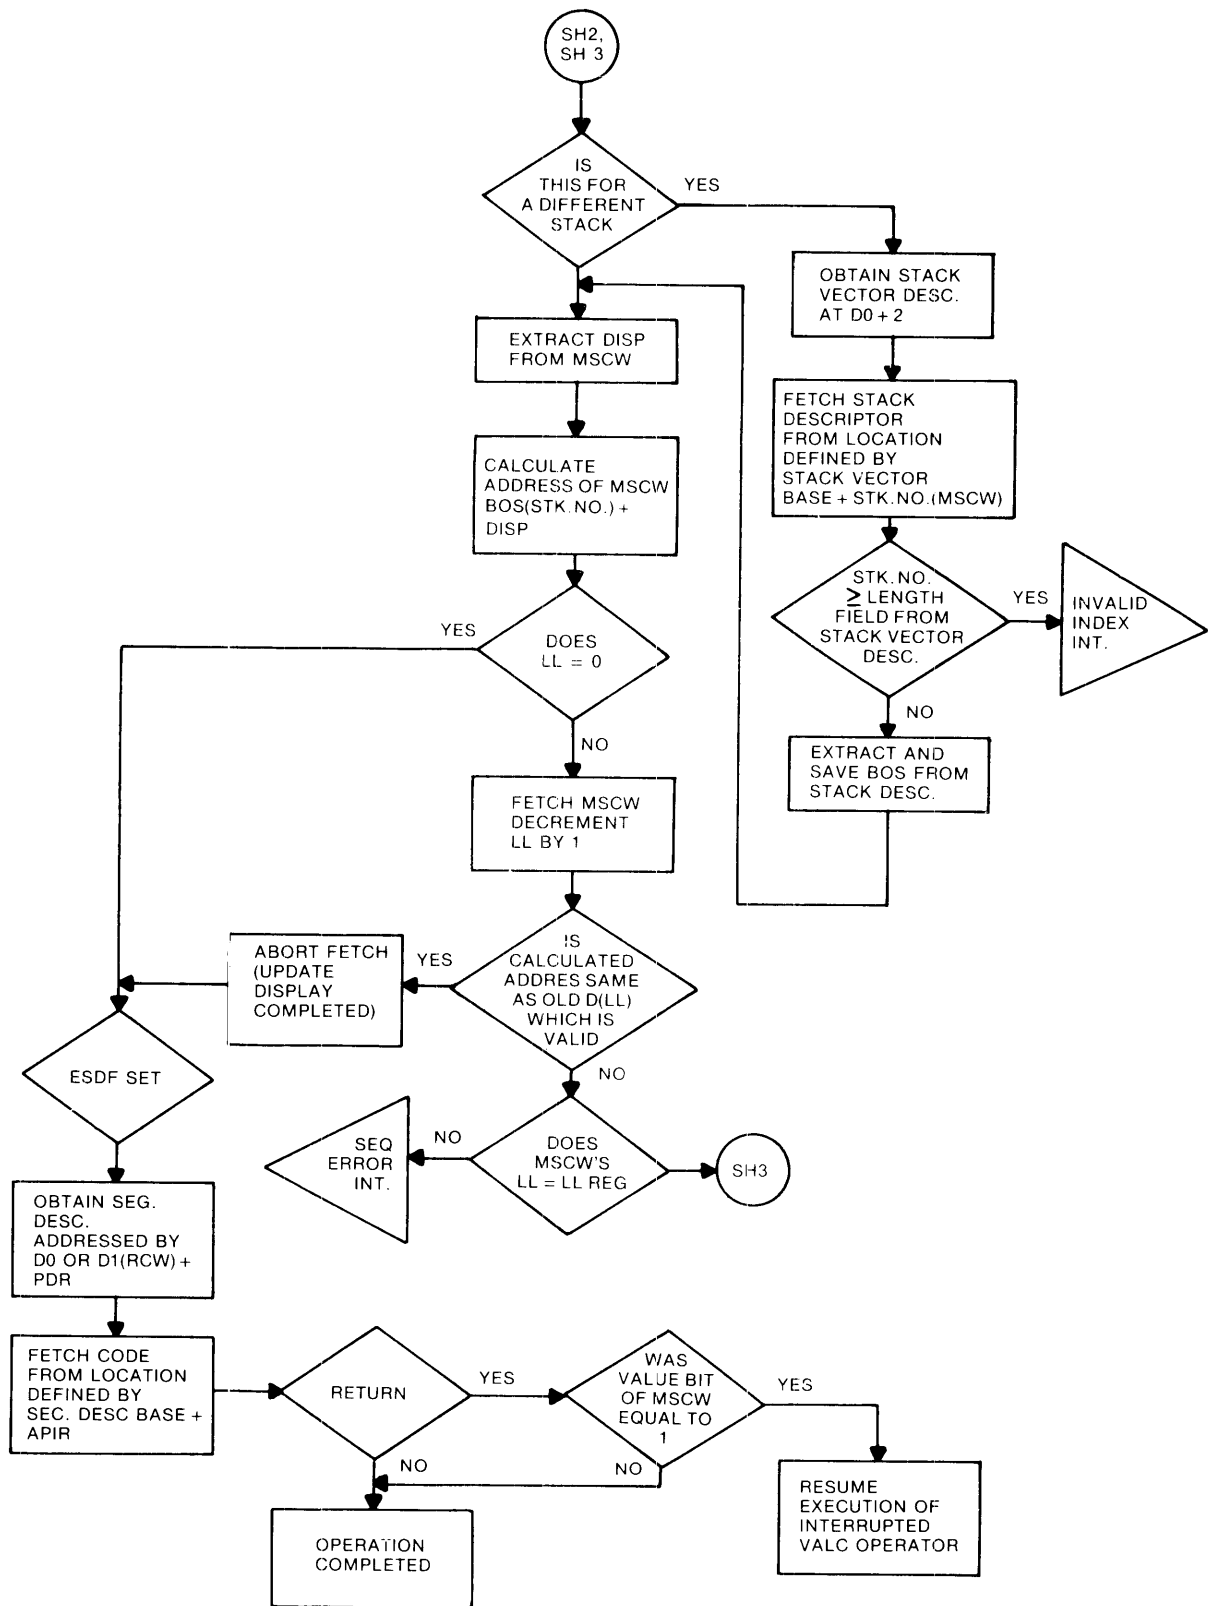 SH2,
SH 3
IS
THIS FOR
A DIFFERENT
STACK
YES
OBTAIN STACK
VECTOR DESC.
AT D0 + 2
EXTRACT DISP
FROM MSCW
FETCH STACK
DESCRIPTOR
FROM LOCATION
DEFINED BY
STACK VECTOR
BASE + STK.NO.(MSCW)
CALCULATE
ADDRESS OF MSCW
BOS(STK.NO.) +
DISP
STK.NO.
≥ LENGTH
FIELD FROM
STACK VECTOR
DESC.
YES
INVALID
INDEX
INT.
NO
YES
DOES
LL = 0
NO
EXTRACT AND
SAVE BOS FROM
STACK DESC.
FETCH MSCW
DECREMENT
LL BY 1
IS
CALCULATED
ADDRES SAME
AS OLD D(LL)
WHICH IS
VALID
YES
ABORT FETCH
(UPDATE
DISPLAY
COMPLETED)
NO
ESDF SET
DOES
MSCW'S
LL = LL REG
NO
SEQ
ERROR
INT.
SH3
OBTAIN SEG.
DESC.
ADDRESSED BY
D0 OR D1(RCW) +
PDR
FETCH CODE
FROM LOCATION
DEFINED BY
SEC. DESC BASE +
APIR
RETURN
YES
WAS
VALUE BIT
OF MSCW
EQUAL TO
1
YES
NO
NO
OPERATION
COMPLETED
RESUME
EXECUTION OF
INTERRUPTED
VALC OPERATOR